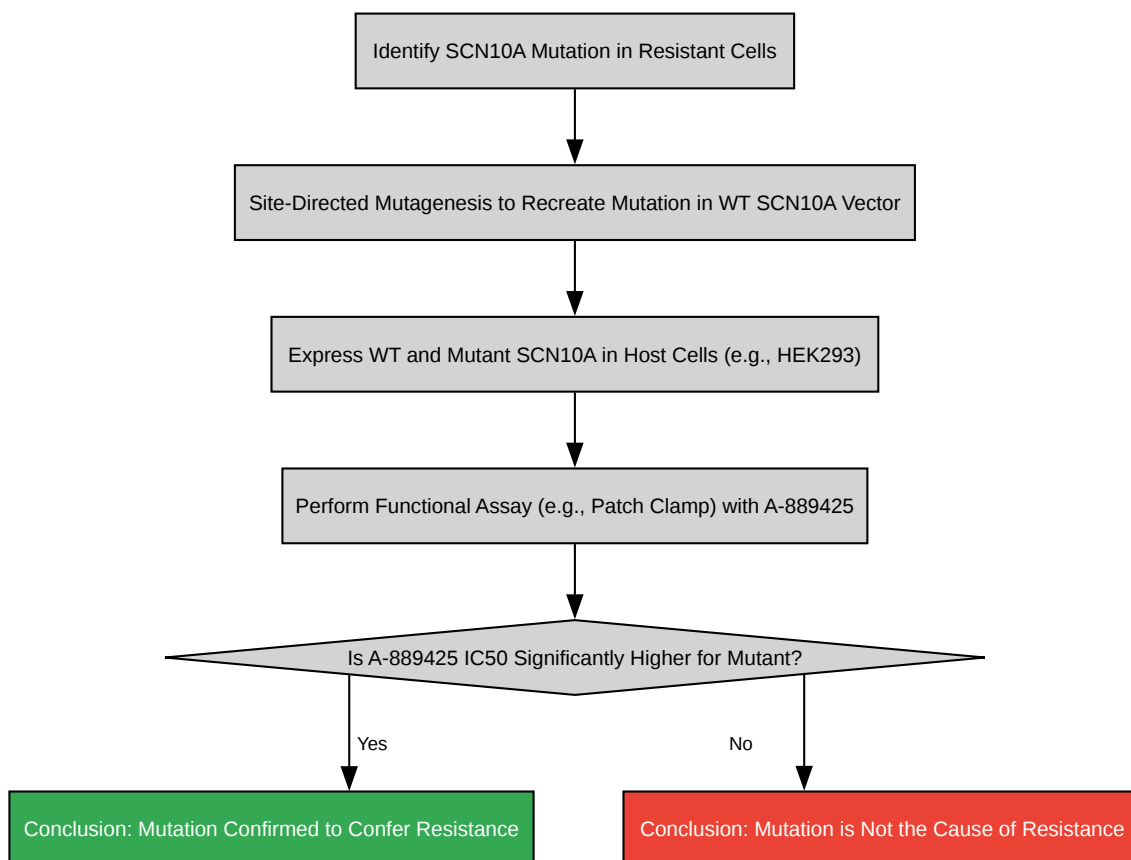 Identify SCN10A Mutation in Resistant Cells
Site-Directed Mutagenesis to Recreate Mutation in WT SCN10A Vector
Express WT and Mutant SCN10A in Host Cells (e.g., HEK293)
Perform Functional Assay (e.g., Patch Clamp) with A-889425
Is A-889425 IC50 Significantly Higher for Mutant?
Yes
No
Conclusion: Mutation Confirmed to Confer Resistance
Conclusion: Mutation is Not the Cause of Resistance